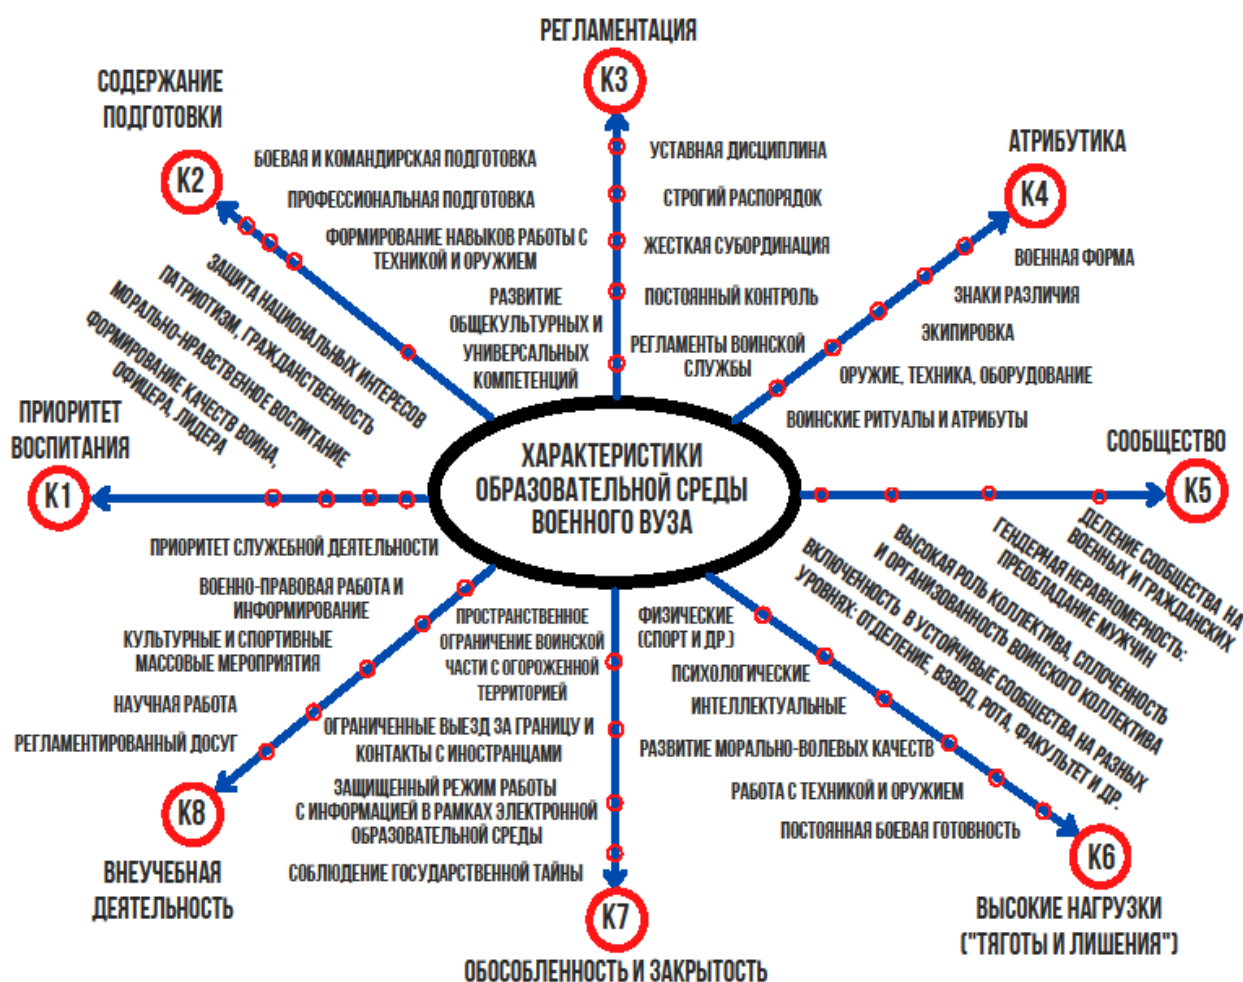 РЕГЛАМЕНТАЦИЯ
К3
СОДЕРЖАНИЕ
ПОДГОТОВКИ
К2
БОЕВАЯ И КОМАНДИРСКАЯ ПОДГОТОВКА
ПРОФЕССИОНАЛЬНАЯ ПОДГОТОВКА
ФОРМИРОВАНИЕ НАВЫКОВ РАБОТЫ С
ТЕХНИКОЙ И ОРУЖИЕМ
РАЗВИТИЕ
ОБЩЕКУЛЬТУРНЫХ И
УНИВЕРСАЛЬНЫХ
КОМПЕТЕНЦИЙ
УСТАВНАЯ ДИСЦИПЛИНА
СТРОГИЙ РАСПОРЯДОК
ЖЕСТКАЯ СУБОРДИНАЦИЯ
ПОСТОЯННЫЙ КОНТРОЛЬ
РЕГЛАМЕНТЫ ВОИНСКОЙ
СЛУЖБЫ
АТРИБУТИКА
К4
ВОЕННАЯ ФОРМА
ЗНАКИ РАЗЛИЧИЯ
ЭКИПИРОВКА
ОРУЖИЕ, ТЕХНИКА, ОБОРУДОВАНИЕ
ВОИНСКИЕ РИТУАЛЫ И АТРИБУТЫ
ЗАЩИТА НАЦИОНАЛЬНЫХ ИНТЕРЕСОВ
ПАТРИОТИЗМ, ГРАЖДАНСТВЕННОСТЬ
МОРАЛЬНО-НРАВСТВЕННОЕ ВОСПИТАНИЕ
ФОРМИРОВАНИЕ КАЧЕСТВ ВОИНА,
ОФИЦЕРА, ЛИДЕРА
ПРИОРИТЕТ
ВОСПИТАНИЯ
К1
ХАРАКТЕРИСТИКИ
ОБРАЗОВАТЕЛЬНОЙ СРЕДЫ
ВОЕННОГО ВУЗА
СООБЩЕСТВО
К5
ДЕЛЕНИЕ СООБЩЕСТВА НА
ВОЕННЫХ И ГРАЖДАНСКИХ
ГЕНДЕРНАЯ НЕРАВНОМЕРНОСТЬ:
ПРЕОБЛАДАНИЕ МУЖЧИН
ВЫСОКАЯ РОЛЬ КОЛЛЕКТИВА, СПЛОЧЕННОСТЬ
И ОРГАНИЗОВАННОСТЬ ВОИНСКОГО КОЛЛЕКТИВА
ВКЛЮЧЕННОСТЬ В УСТОЙЧИВЫЕ СООБЩЕСТВА НА РАЗНЫХ
УРОВНЯХ: ОТДЕЛЕНИЕ, ВЗВОД, РОТА, ФАКУЛЬТЕТ И ДР.
ПРИОРИТЕТ СЛУЖЕБНОЙ ДЕЯТЕЛЬНОСТИ
ВОЕННО-ПРАВОВАЯ РАБОТА И
ИНФОРМИРОВАНИЕ
КУЛЬТУРНЫЕ И СПОРТИВНЫЕ
МАССОВЫЕ МЕРОПРИЯТИЯ
НАУЧНАЯ РАБОТА
РЕГЛАМЕНТИРОВАННЫЙ ДОСУГ
К8
ВНЕУЧЕБНАЯ
ДЕЯТЕЛЬНОСТЬ
ПРОСТРАНСТВЕННОЕ
ОГРАНИЧЕНИЕ ВОИНСКОЙ
ЧАСТИ С ОГОРОЖЕННОЙ
ТЕРРИТОРИЕЙ
ОГРАНИЧЕННЫЕ ВЫЕЗД ЗА ГРАНИЦУ И
КОНТАКТЫ С ИНОСТРАНЦАМИ
ЗАЩИЩЕННЫЙ РЕЖИМ РАБОТЫ
С ИНФОРМАЦИЕЙ В РАМКАХ ЭЛЕКТРОННОЙ
ОБРАЗОВАТЕЛЬНОЙ СРЕДЫ
СОБЛЮДЕНИЕ ГОСУДАРСТВЕННОЙ ТАЙНЫ
К7
ОБОСОБЛЕННОСТЬ И ЗАКРЫТОСТЬ
ФИЗИЧЕСКИЕ
(СПОРТ И ДР.)
ПСИХОЛОГИЧЕСКИЕ
ИНТЕЛЛЕКТУАЛЬНЫЕ
РАЗВИТИЕ МОРАЛЬНО-ВОЛЕВЫХ КАЧЕСТВ
РАБОТА С ТЕХНИКОЙ И ОРУЖИЕМ
ПОСТОЯННАЯ БОЕВАЯ ГОТОВНОСТЬ
К6
ВЫСОКИЕ НАГРУЗКИ
("ТЯГОТЫ И ЛИШЕНИЯ")